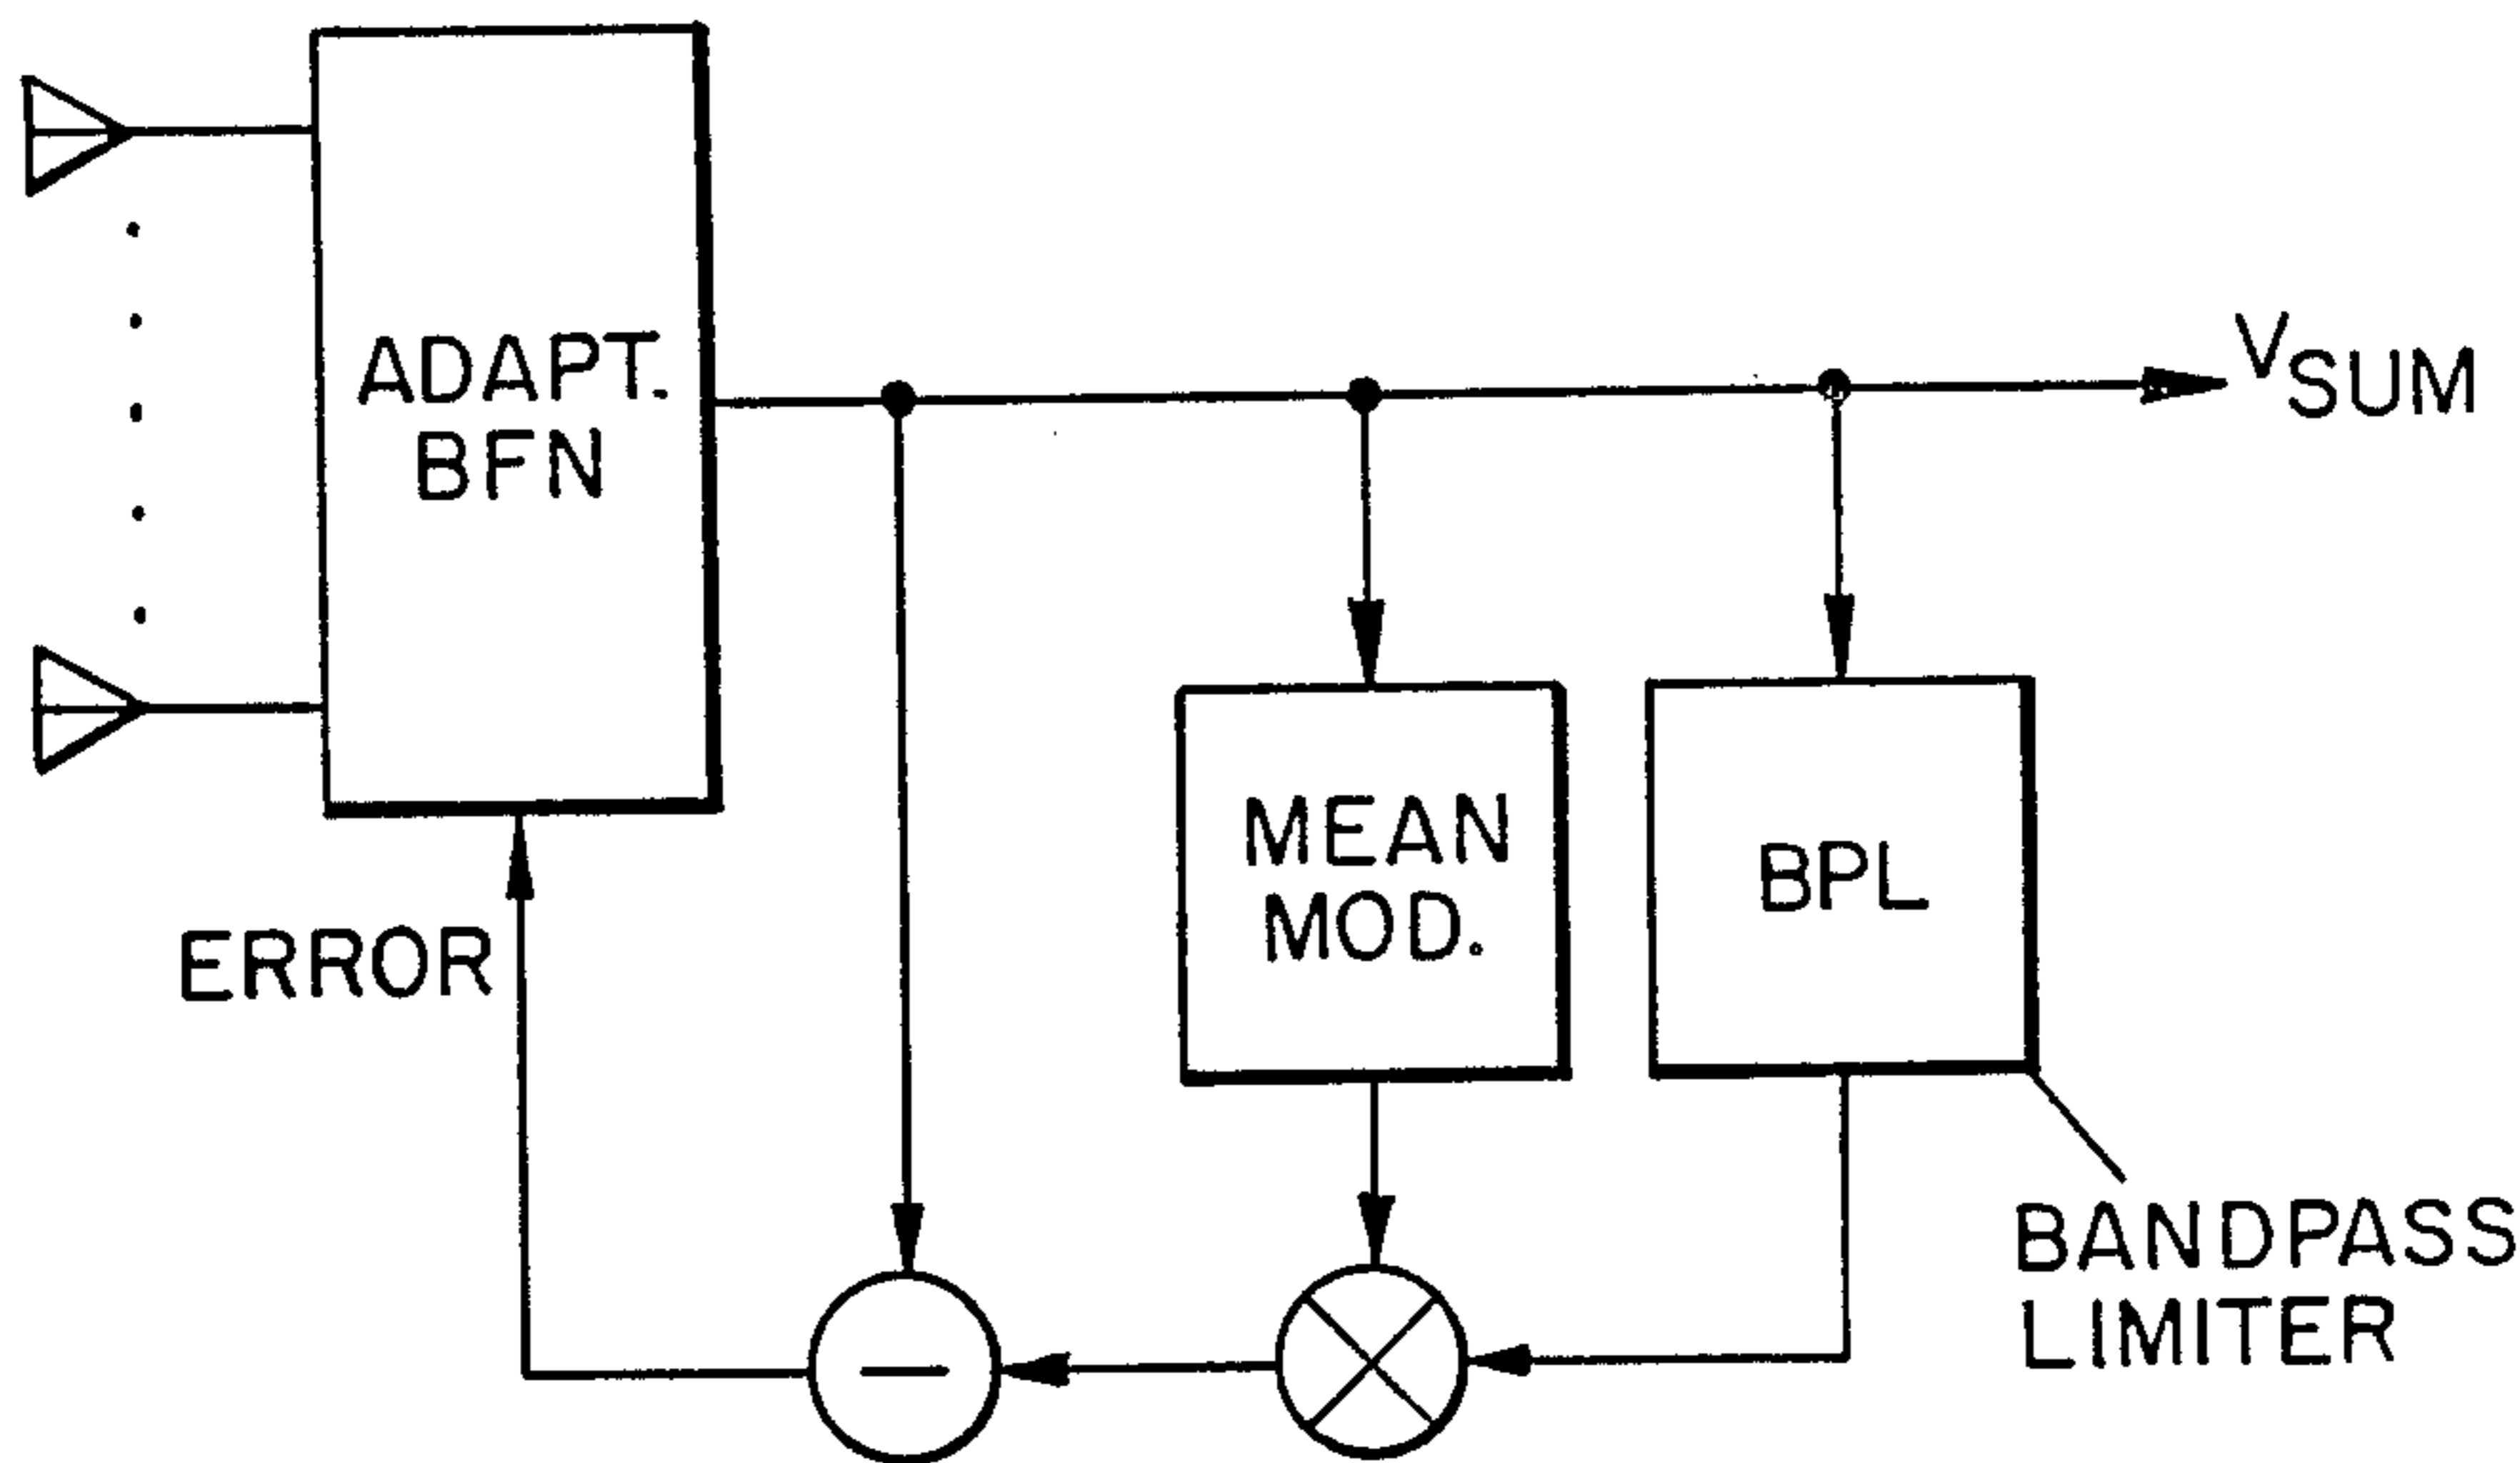 ADAPT.
BFN
VSUM
MEAN
MOD.
BPL
ERROR
BANDPASS
LIMITER